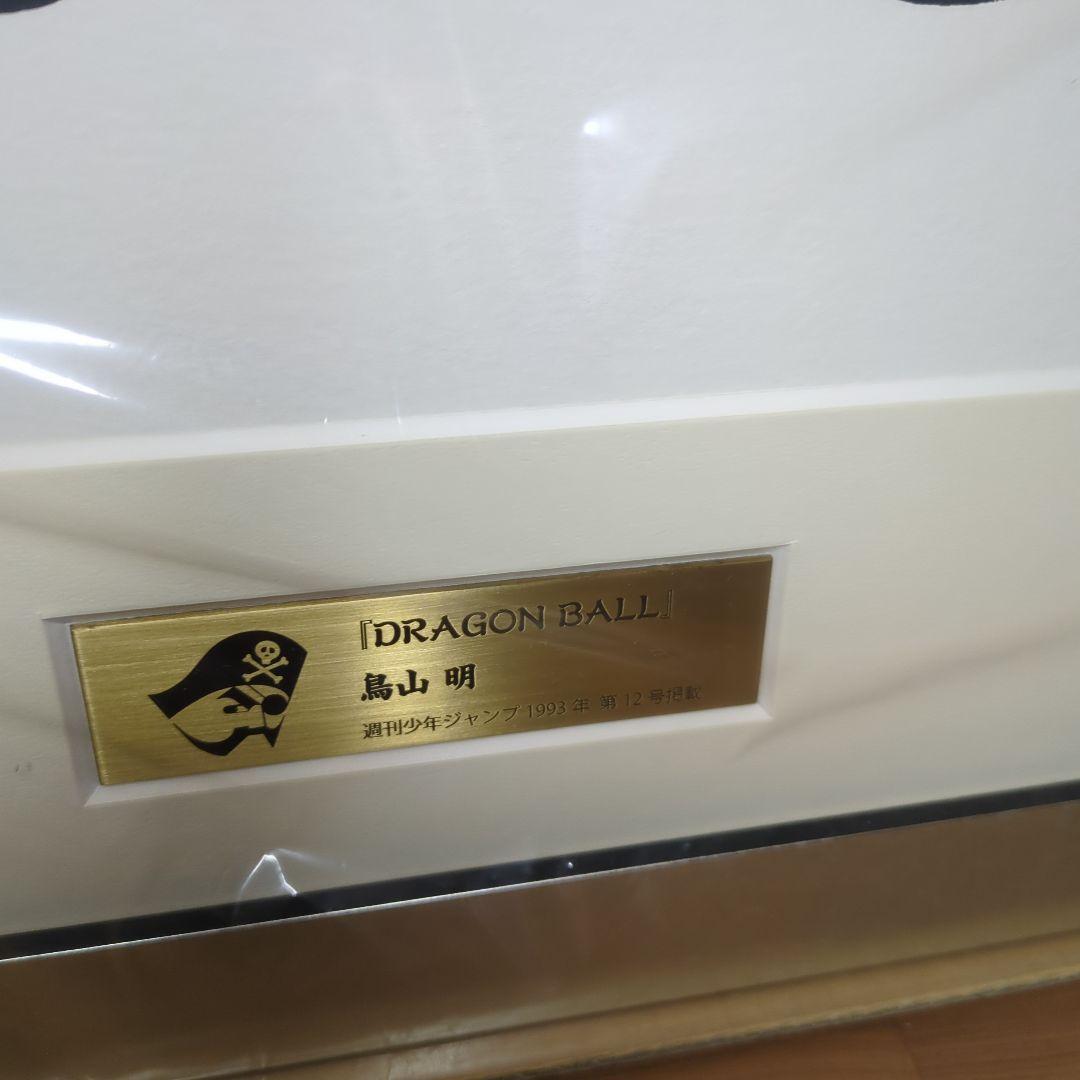 『DRAGON BALL』
鳥山 明
週刊少年ジャンプ 1993 年 第 12 号掲載